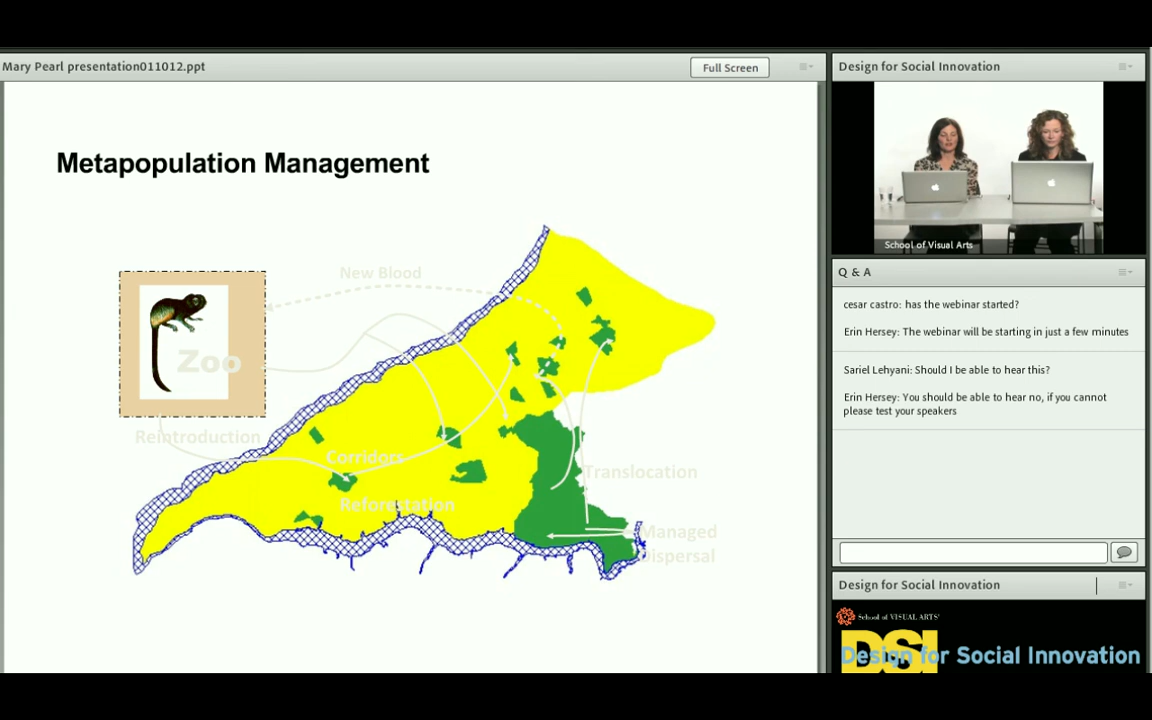 Mary Pearl presentation011012.ppt
Full Screen
Metapopulation Management
New Blood
Zoo
Reintroduction
Corridors
Reforestation
Translocation
Managed
Dispersal
Design for Social Innovation
School of Visual Arts
Q & A
cesar castro: has the webinar started?
Erin Hersey: The webinar will be starting in just a few minutes
Sariel Lehyani: Should I be able to hear this?
Erin Hersey: You should be able to hear no, if you cannot
please test your speakers
Design for Social Innovation
School of VISUAL ARTS
DSI
Design for Social Innovation